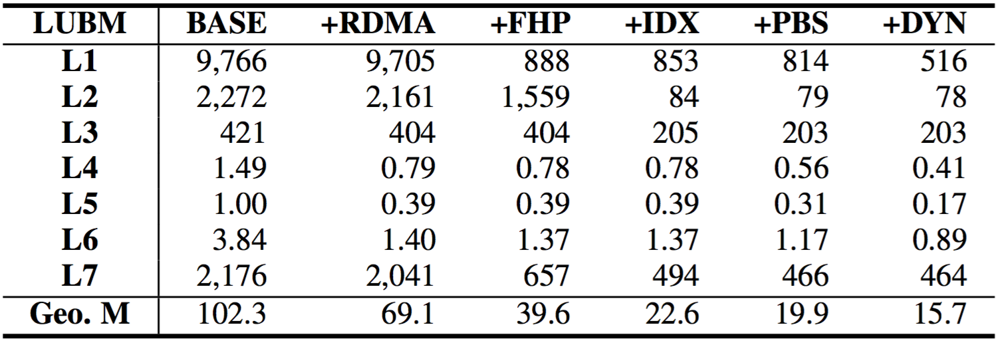 LUBM BASE +RDMA +FHP +IDX +PBS +DYN
L1 9,766 9,705 888 853 814 516
L2 2,272 2,161 1,559 84 79 78
L3 421 404 404 205 203 203
L4 1.49 0.79 0.78 0.78 0.56 0.41
L5 1.00 0.39 0.39 0.39 0.31 0.17
L6 3.84 1.40 1.37 1.37 1.17 0.89
L7 2,176 2,041 657 494 466 464
Geo. M 102.3 69.1 39.6 22.6 19.9 15.7